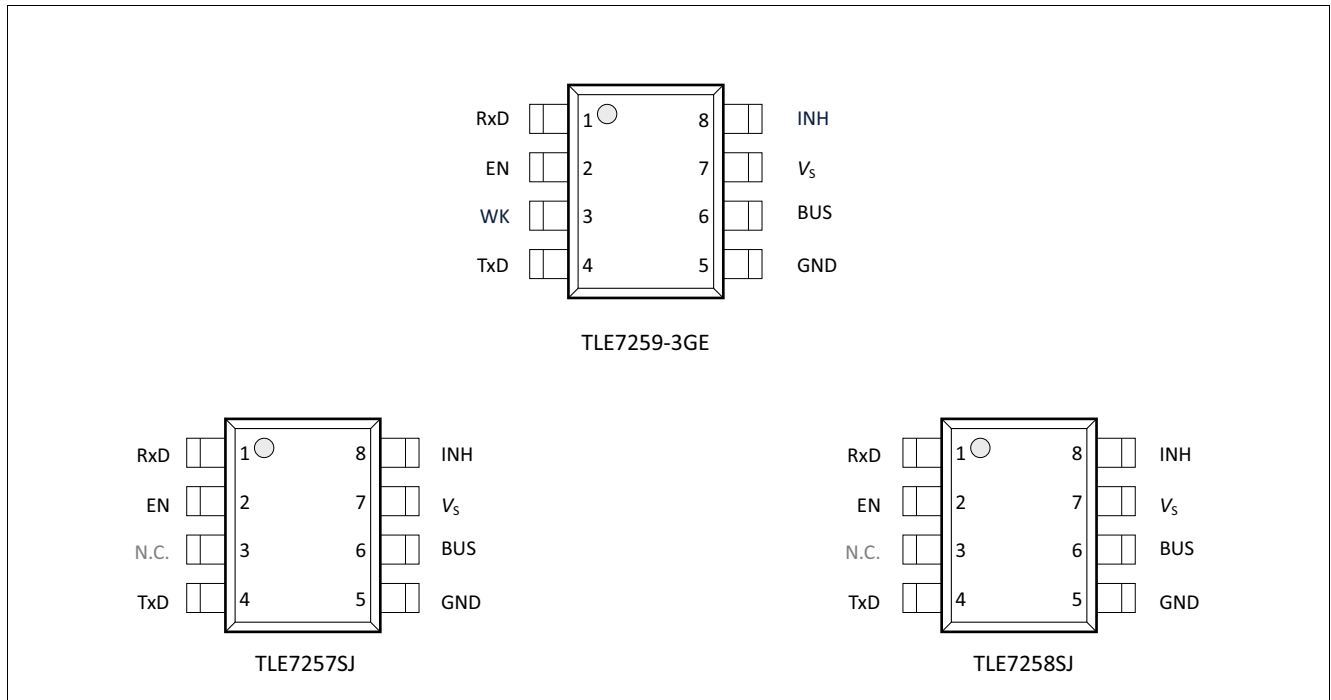 RxD 1 8 INH
EN 2 7 VS
WK 3 6 BUS
TxD 4 5 GND
TLE7259-3GE
RxD 1 8 INH
EN 2 7 VS
N.C. 3 6 BUS
TxD 4 5 GND
TLE7257SJ
RxD 1 8 INH
EN 2 7 VS
N.C. 3 6 BUS
TxD 4 5 GND
TLE7258SJ